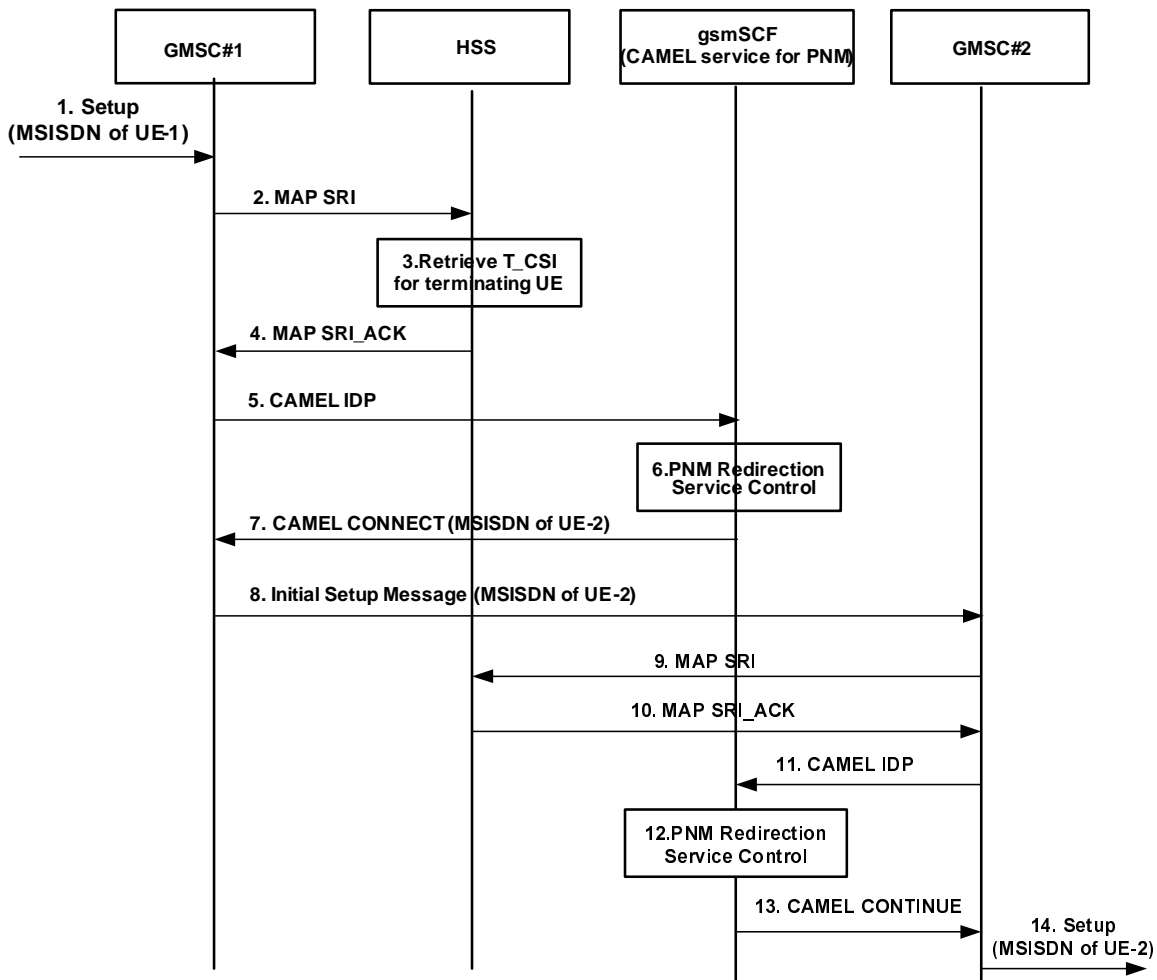 GMSC#1
HSS
gsmSCF
(CAMEL service for PNM)
GMSC#2
1. Setup
(MSISDN of UE-1)
2. MAP SRI
3.Retrieve T_CSI
for terminating UE
4. MAP SRI_ACK
5. CAMEL IDP
6.PNM Redirection
Service Control
7. CAMEL CONNECT (MSISDN of UE-2)
8. Initial Setup Message (MSISDN of UE-2)
9. MAP SRI
10. MAP SRI_ACK
11. CAMEL IDP
12.PNM Redirection
Service Control
13. CAMEL CONTINUE
14. Setup
(MSISDN of UE-2)